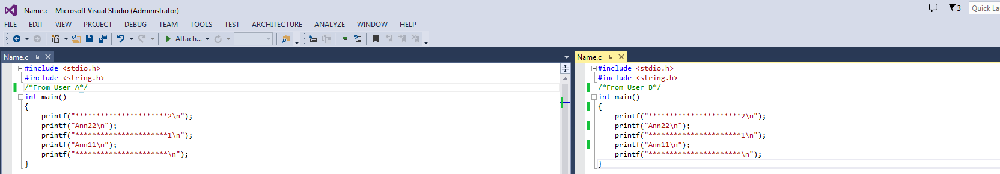 Name.c - Microsoft Visual Studio (Administrator)
3
Quick La
FILE EDIT VIEW PROJECT DEBUG TEAM TOOLS TEST ARCHITECTURE ANALYZE WINDOW HELP
Attach...
Name.c
#include <stdio.h>
#include <string.h>
/*From User A*/
int main()
{
printf("**********************2\n");
printf("Ann22\n");
printf("**********************1\n");
printf("Ann11\n");
printf("**********************\n");
}
Name.c
#include <stdio.h>
#include <string.h>
/*From User B*/
int main()
{
printf("**********************2\n");
printf("Ann22\n");
printf("**********************1\n");
printf("Ann11\n");
printf("**********************\n");
}